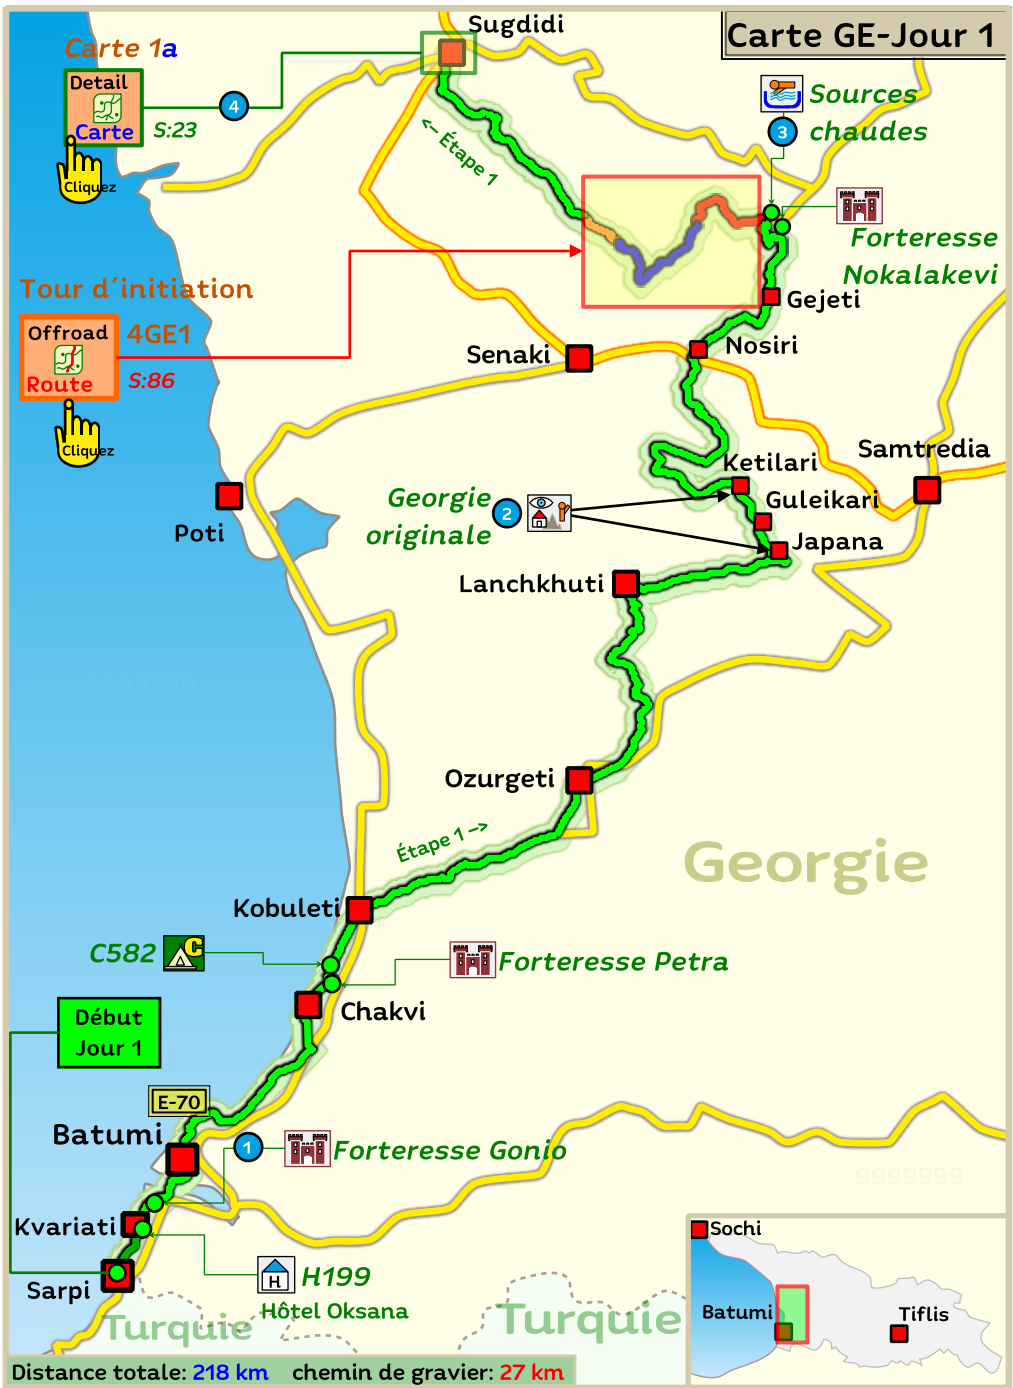 Sugdidi
Carte GE-Jour 1
Carte 1a
Detail
Carte
S:23
Cliquez
4
<-- Étape 1
Sources
chaudes
3
Forteresse
Nokalakevi
Tour d´initiation
Offroad
4GE1
Route
S:86
Cliquez
Gejeti
Nosiri
Senaki
Samtredia
Ketilari
Guleikari
Georgie
originale
2
Japana
Poti
Lanchkhuti
9999999
Ozurgeti
Étape 1 -->
Georgie
Kobuleti
C582
C
Forteresse Petra
Chakvi
Début
Jour 1
E-70
Batumi
1
Forteresse Gonio
9999999
Kvariati
H
H199
Hôtel Oksana
Sarpi
Turquie
Turquie
Sochi
Batumi
Tiflis
Distance totale: 218 km chemin de gravier: 27 km